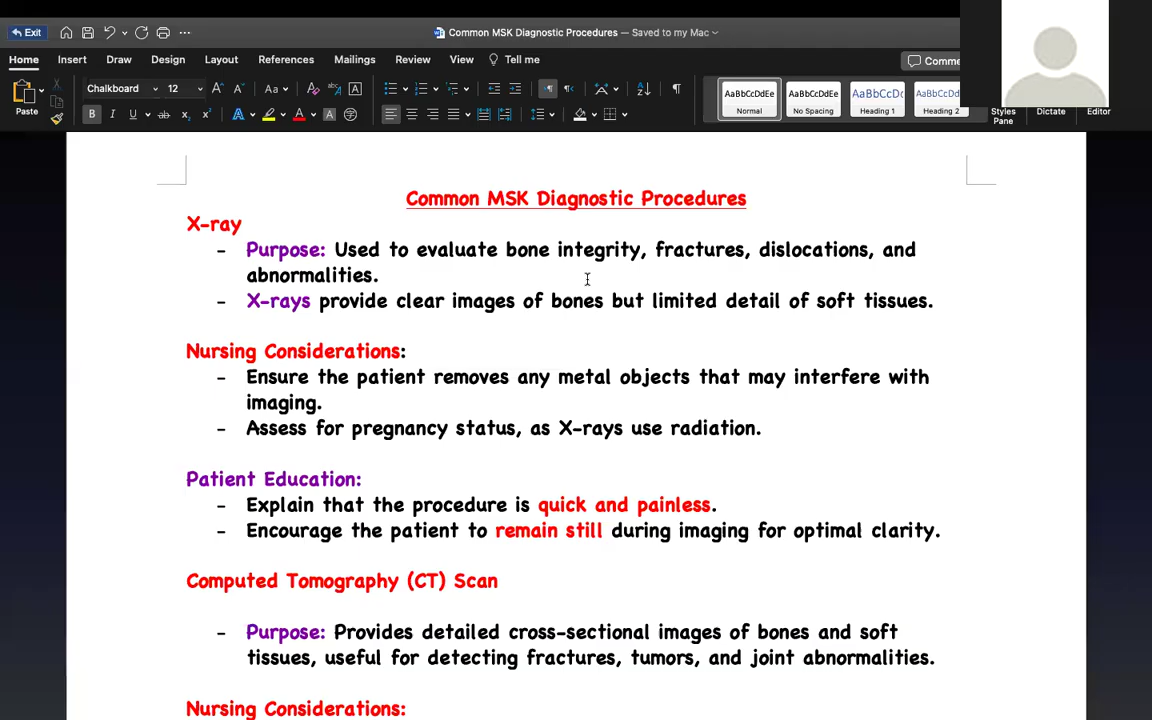 Exit
Common MSK Diagnostic Procedures — Saved to my Mac
Home Insert Draw Design Layout References Mailings Review View Tell me
Comme
Paste
Chalkboard 12
Aa
B I U ab x₂ x²
A A A
AaBbCcDdEe AaBbCcDdEe AaBbCcDc AaBbCcDdEe
Normal No Spacing Heading 1 Heading 2
Styles Pane
Dictate
Editor
Common MSK Diagnostic Procedures
X-ray
- Purpose: Used to evaluate bone integrity, fractures, dislocations, and
abnormalities.
- X-rays provide clear images of bones but limited detail of soft tissues.
Nursing Considerations:
- Ensure the patient removes any metal objects that may interfere with
imaging.
- Assess for pregnancy status, as X-rays use radiation.
Patient Education:
- Explain that the procedure is quick and painless.
- Encourage the patient to remain still during imaging for optimal clarity.
Computed Tomography (CT) Scan
- Purpose: Provides detailed cross-sectional images of bones and soft
tissues, useful for detecting fractures, tumors, and joint abnormalities.
Nursing Considerations: